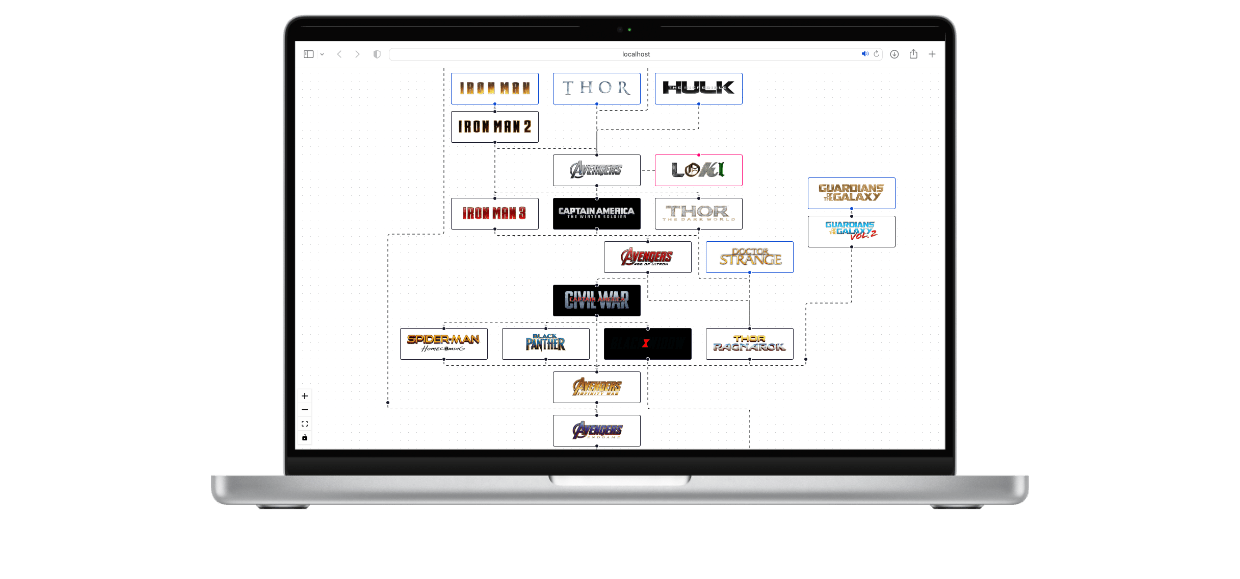 localhost
IRON MAN
THOR
HULK
IRON MAN 2
AVENGERS
LOKI
GUARDIANS
OF THE GALAXY
IRON MAN 3
CAPTAIN AMERICA
THE WINTER SOLDIER
THOR
THE DARK WORLD
GUARDIANS
OF THE GALAXY
VOL. 2
AVENGERS
AGE OF ULTRON
DOCTOR
STRANGE
CIVIL WAR
SPIDER-MAN
HOMECOMING
BLACK
PANTHER
THOR
RAGNAROK
AVENGERS
INFINITY WAR
AVENGERS
ENDGAME